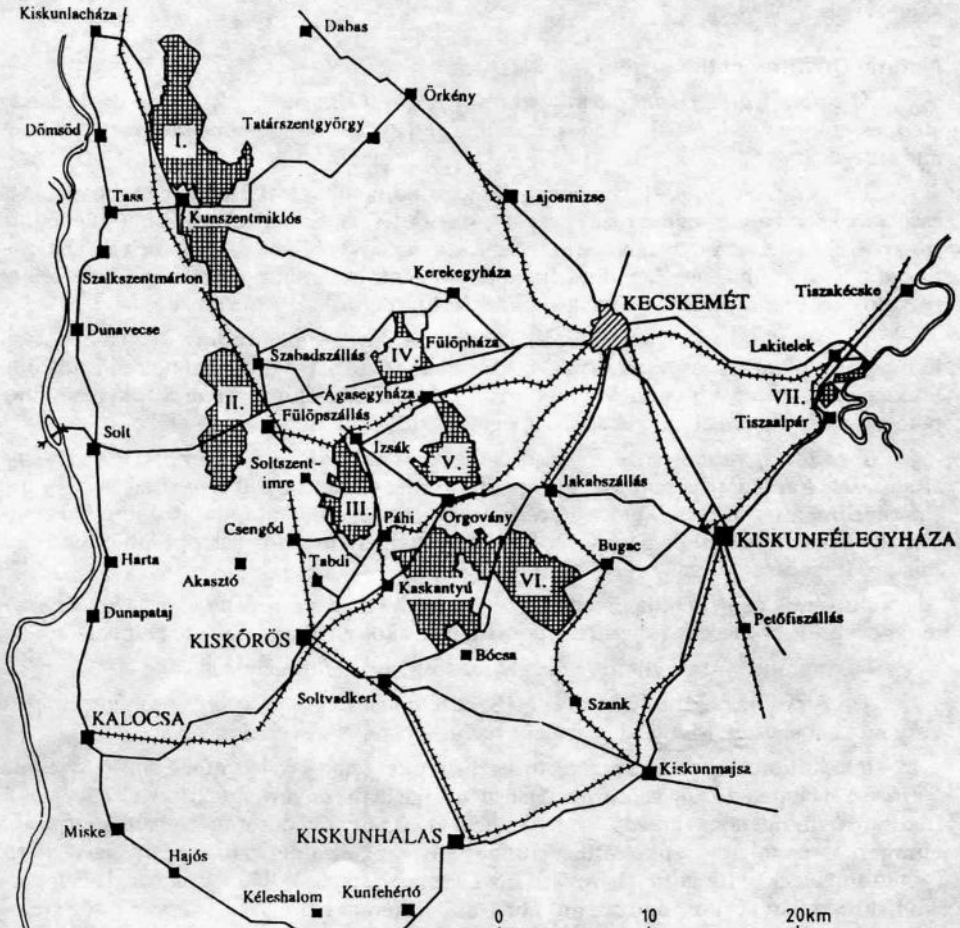 Kiskunlacháza
Dabas
Örkény
Tatárszentgyörgy
Dömsöd
I.
Lajosmizse
Tass
Kunszentmiklós
Szalkszentmárton
Kerekegyháza
Tiszakécske
KECSKEMÉT
Dunavecse
Fülöpháza
IV.
Szabadszállás
Lakitelek
Ágasegyháza
VII.
II.
Fülöpszállás
Tiszaalpár
Solt
Izsák
Soltszent-
imre
V.
Jakabszállás
III.
Orgovány
Páhi
Csengőd
KISKUNFÉLEGYHÁZA
Bugac
Harta
Akasztó
Tabdi
VI.
Kaskantyú
Dunapataj
Petőfiszállás
KISKŐRÖS
Bócsa
Soltvadkert
Szank
KALOCSA
Kiskunmajsa
Miske
KISKUNHALAS
Hajós
Kéleshalom
Kunfehértó
0 10 20km